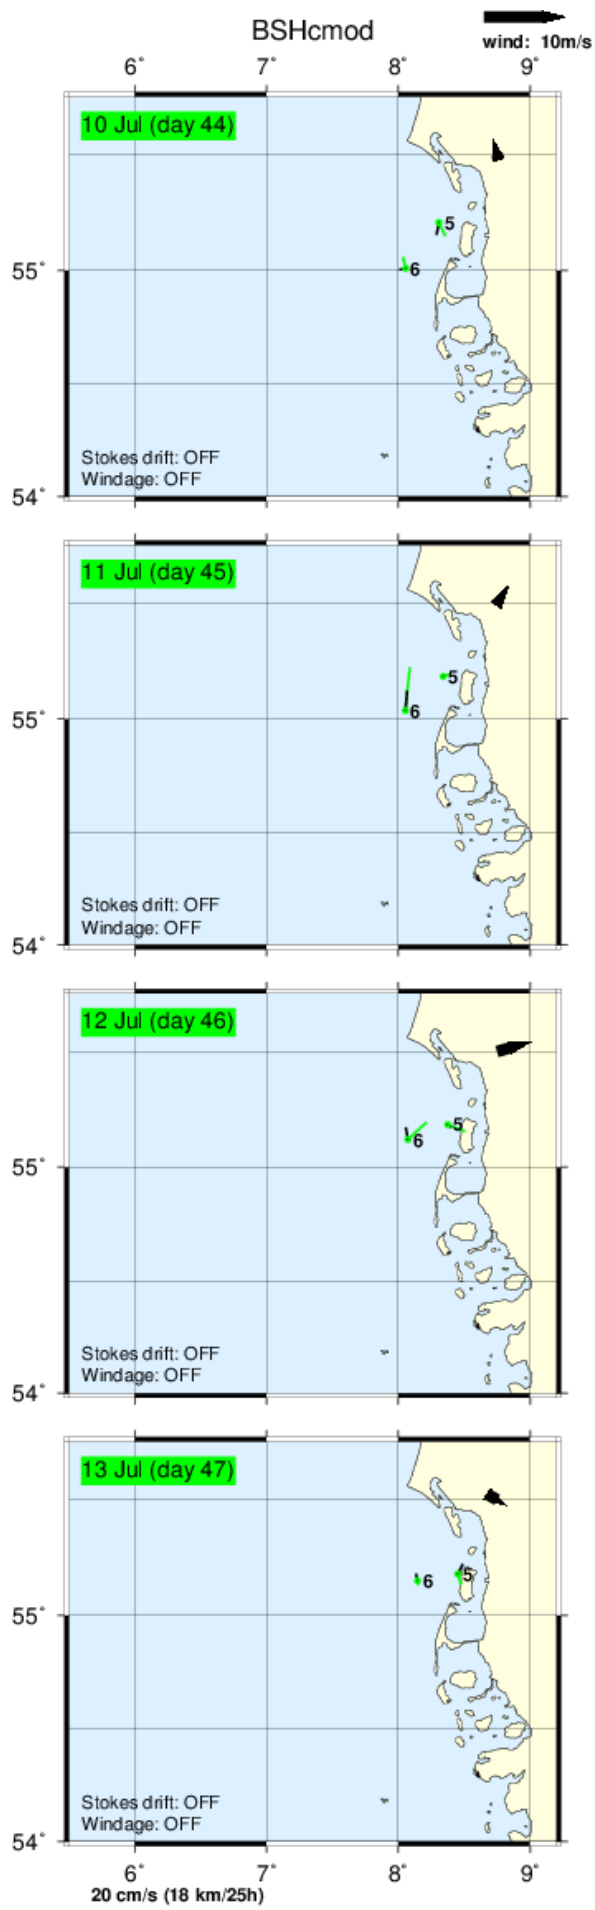 BSHcmod
wind: 10m/s
6° 7° 8° 9°
10 Jul (day 44)
5
55°
6
Stokes drift: OFF
Windage: OFF
54°
11 Jul (day 45)
5
6
55°
Stokes drift: OFF
Windage: OFF
54°
12 Jul (day 46)
5
6
55°
Stokes drift: OFF
Windage: OFF
54°
13 Jul (day 47)
5
6
55°
Stokes drift: OFF
Windage: OFF
54°
6° 7° 8° 9°
20 cm/s (18 km/25h)